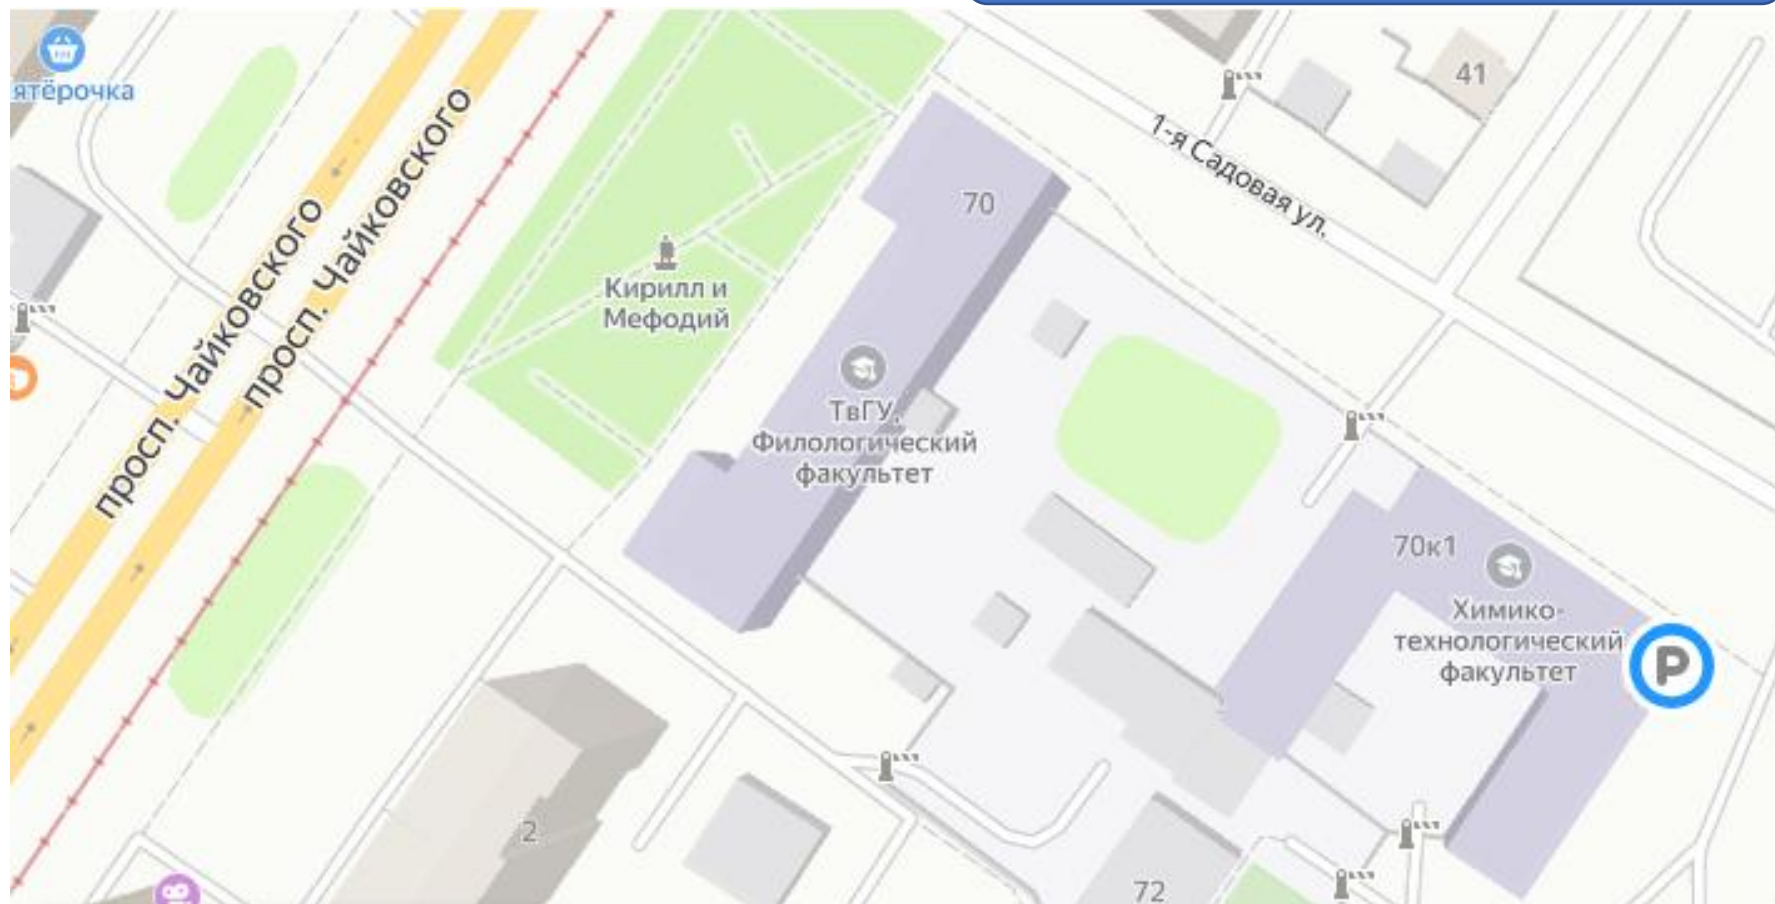 ятёрочка
просп. Чайковского
просп. Чайковского
Кирилл и
Мефодий
70
1-я Садовая ул.
41
ТвГУ,
Филологический
факультет
70к1
Химико-
технологический
факультет
P
2
72